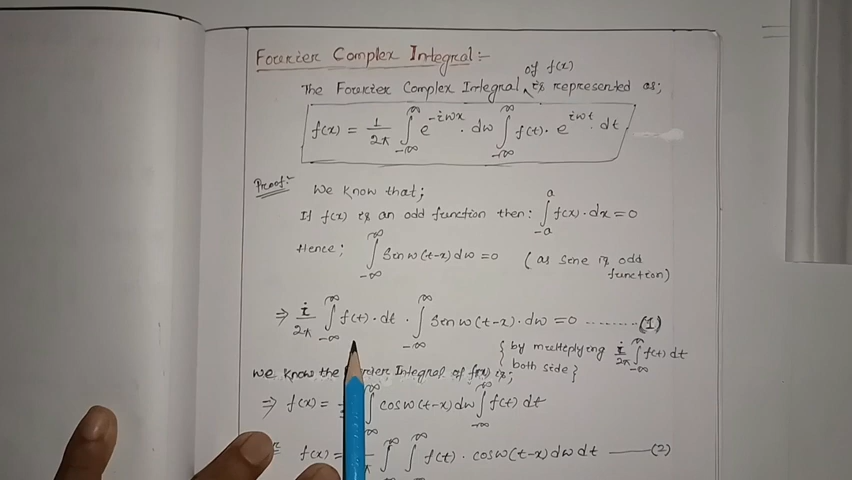 Fourier Complex Integral:-
The Fourier Complex Integral of f(x) is represented as;
f(x) = 1/2π ∫_{-∞}^{∞} e^{-iωx}. dω ∫_{-∞}^{∞} f(t). e^{iωt}. dt
Proof:- We know that;
If f(x) is an odd function then: ∫_{-a}^{a} f(x).dx = 0
Hence; ∫_{-∞}^{∞} Sin ω(t-x) dω = 0 (as Sine is odd function)
⇒ i/2π ∫_{-∞}^{∞} f(t). dt . ∫_{-∞}^{∞} Sin ω(t-x). dω = 0 ......... (1)
{ by multiplying i/2π ∫_{-∞}^{∞} f(t) dt both side }
We know the Integral of f(x) is;
⇒ f(x) = ∫ cos ω(t-x) dω ∫_{-∞}^{∞} f(t) dt
f(x) = ∫^{∞} ∫^{∞} f(t). cos ω(t-x) dω dt —— (2)